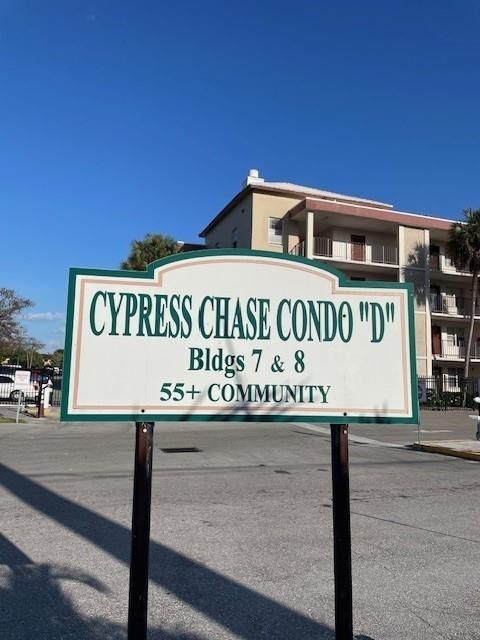 CYPRESS CHASE CONDO "D"
Bldgs 7 & 8
55+ COMMUNITY